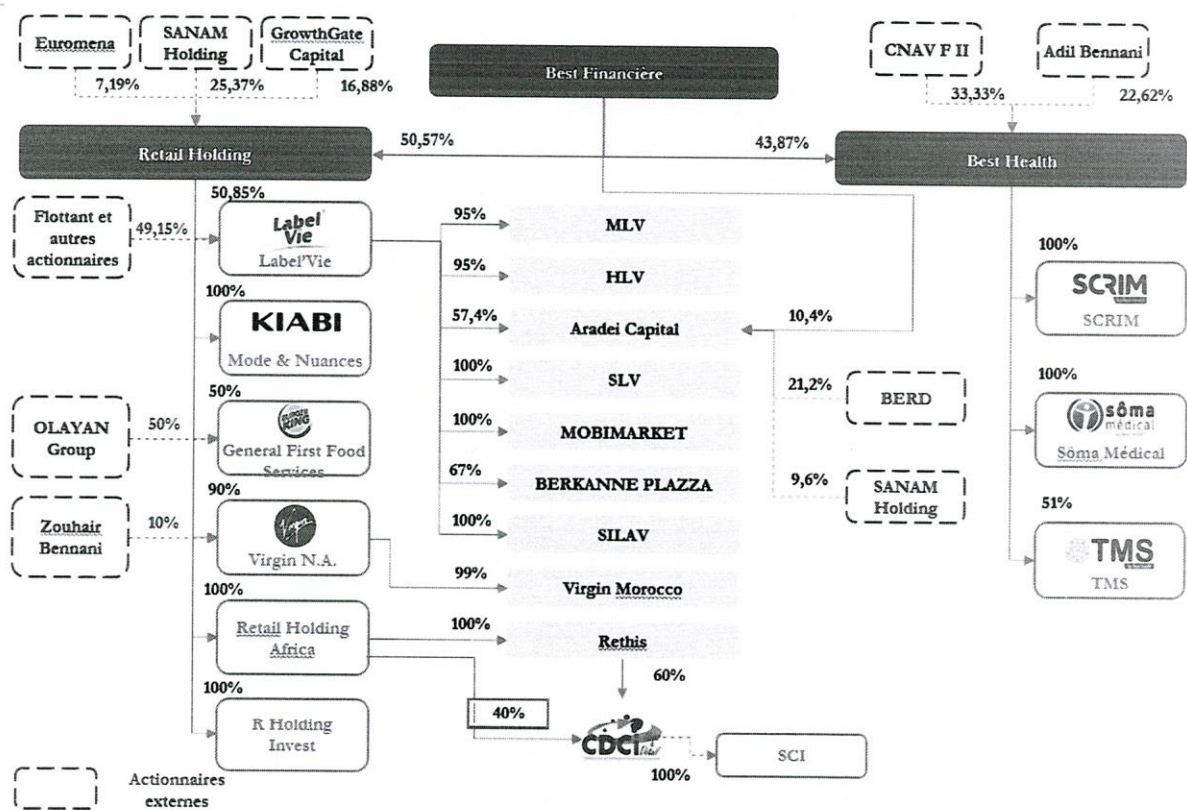 Euromena
SANAM
Holding
GrowthGate
Capital
Best Financière
CNAV F II
Adil Bennani
7,19%
25,37%
16,88%
33,33%
22,62%
Retail Holding
50,57%
43,87%
Best Health
50,85%
Flottant et
autres
actionnaires
49,15%
Label'
Vie
Label'Vie
95%
MLV
95%
HLV
57,4%
Aradei Capital
10,4%
100%
SLV
21,2%
BERD
100%
MOBIMARKET
67%
BERKANNE PLAZZA
9,6%
SANAM
Holding
100%
SILAV
100%
KIABI
Mode & Nuances
OLAYAN
Group
50%
50%
BURGER
KING
General First Food
Services
Zouhair
Bennani
10%
90%
Virgin
Virgin N.A.
99%
Virgin Morocco
100%
Retail Holding
Africa
100%
Rethis
60%
40%
CDCI
100%
SCI
100%
R Holding
Invest
100%
SCRIM
SCRIM
100%
sôma
médical
Sôma Médical
51%
TMS
TMS
Actionnaires
externes